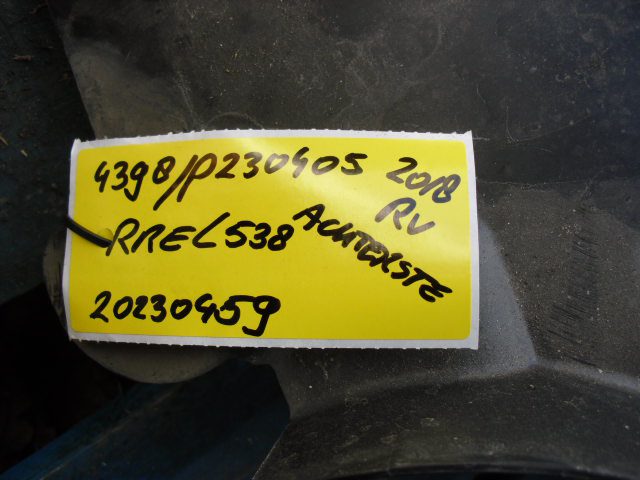 4398/P230405 2018
RV
RREL538 ACHTERSTE
20230459